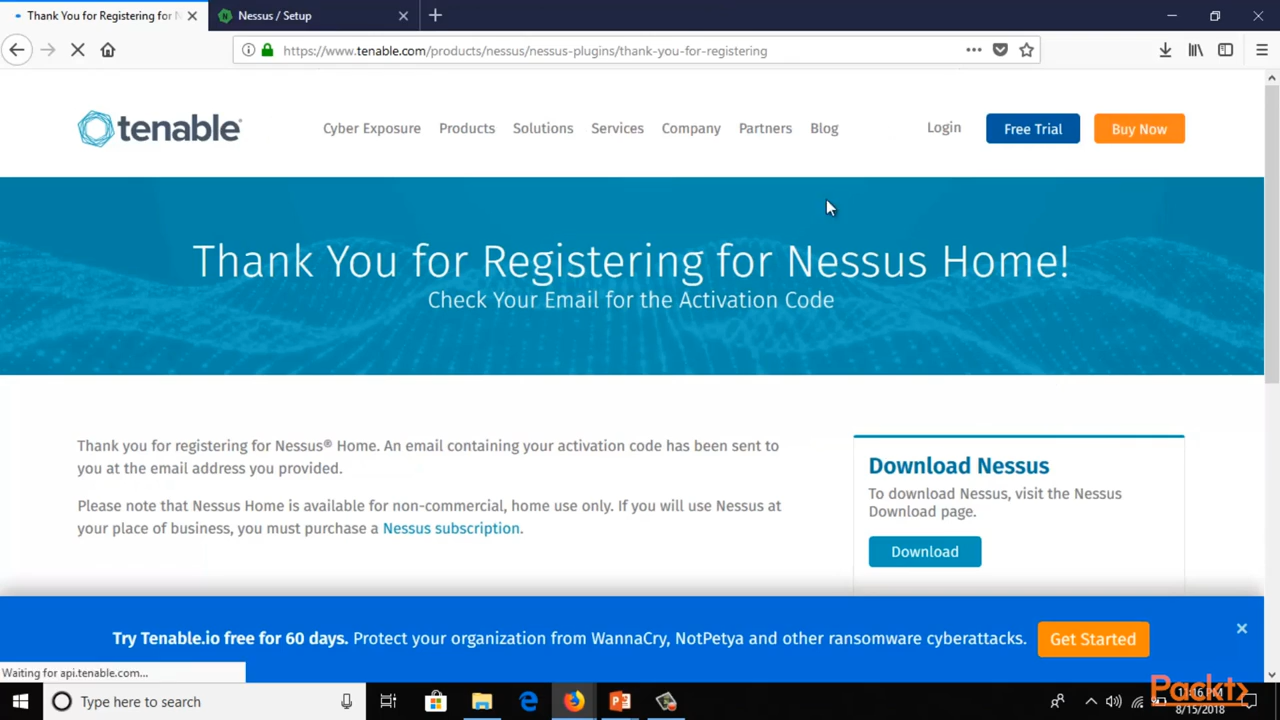 Thank You for Registering for N
Nessus / Setup
https://www.tenable.com/products/nessus/nessus-plugins/thank-you-for-registering
tenable
Cyber Exposure
Products
Solutions
Services
Company
Partners
Blog
Login
Free Trial
Buy Now
Thank You for Registering for Nessus Home!
Check Your Email for the Activation Code
Thank you for registering for Nessus® Home. An email containing your activation code has been sent to
you at the email address you provided.
Please note that Nessus Home is available for non-commercial, home use only. If you will use Nessus at
your place of business, you must purchase a Nessus subscription.
Download Nessus
To download Nessus, visit the Nessus
Download page.
Download
Try Tenable.io free for 60 days. Protect your organization from WannaCry, NotPetya and other ransomware cyberattacks.
Get Started
Waiting for api.tenable.com...
Type here to search
Packt
8/15/2018